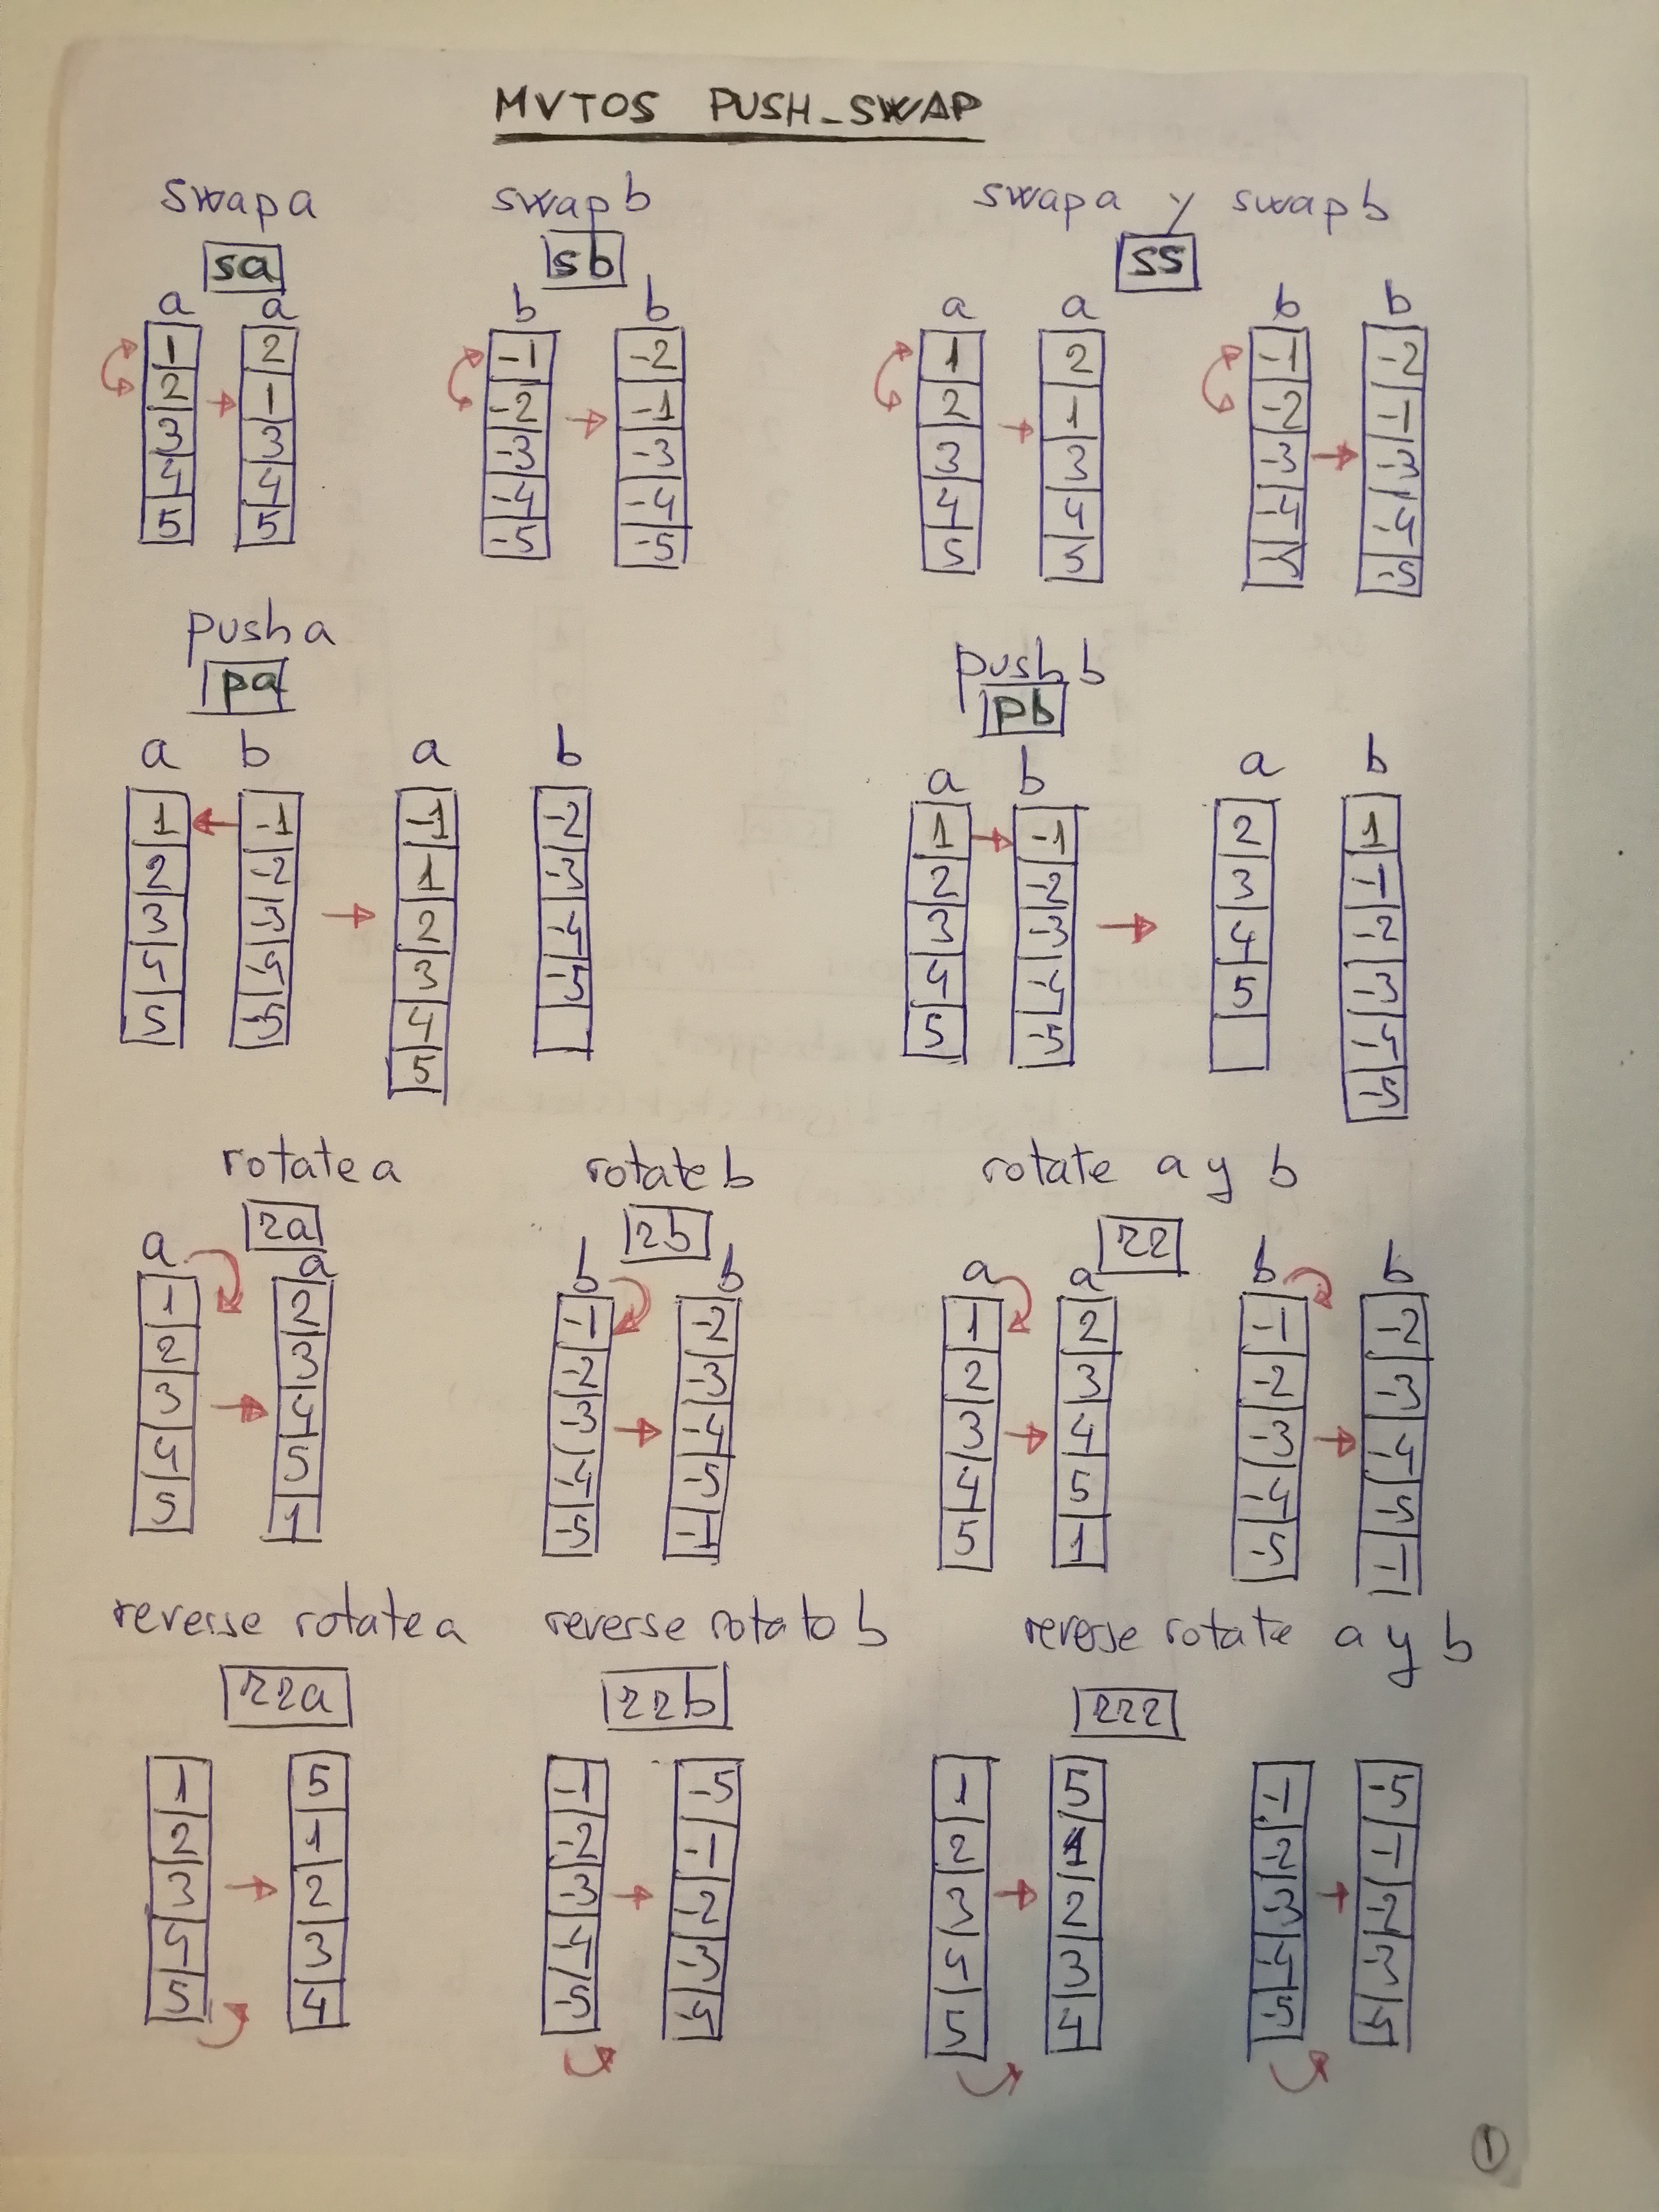 MVTOS PUSH_SWAP
swap a swap b swap a y swap b
sa sb ss
a a b b a a b b
1 2 -1 -2 1 2 -1 -2
2 1 -2 -1 2 1 -2 -1
3 3 -3 -3 3 3 -3 -3
4 4 -4 -4 4 4 -4 -4
5 5 -5 -5 5 5 -5
push a push b
pa pb
a b a b a b a b
1 -1 -1 -2 1 -1 2 1
2 -2 1 -3 2 -2 3 -1
3 -3 2 -4 3 -3 4 -2
4 -4 3 -5 4 -4 5 -3
5 -5 4 5 -5 -4
5 -5
rotate a rotate b rotate a y b
ra rb rr
a a b b a a b b
1 2 -1 -2 1 2 -1 -2
2 3 -2 -3 2 3 -2 -3
3 4 -3 -4 3 4 -3 -4
4 5 -4 -5 4 5 -4 -5
5 1 -5 -1 5 1 -5 -1
reverse rotate a reverse rotato b reverse rotate a y b
rra rrb rrr
1 5 -1 -5 1 5 -1 -5
2 1 -2 -1 2 1 -2 -1
3 2 -3 -2 3 2 -3 -2
4 3 -4 -3 4 3 -4 -3
5 4 -5 -4 5 4 -5 -4
1